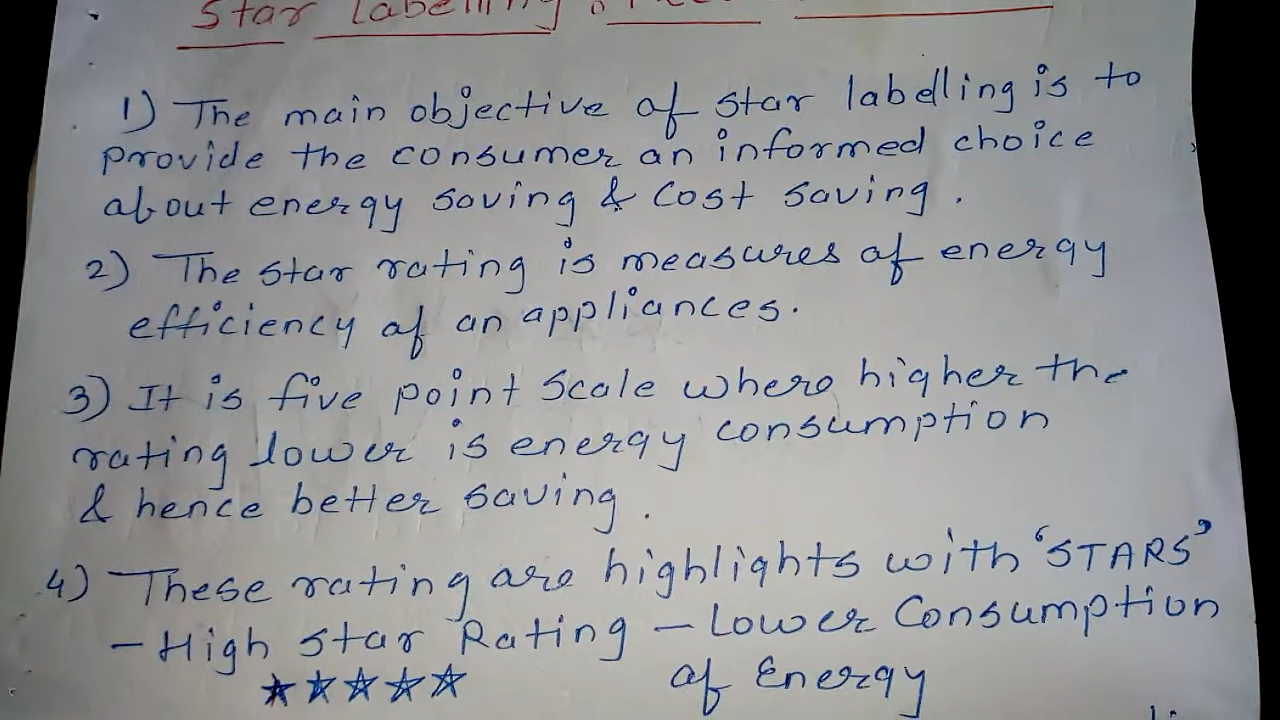 Star Labelling :
1) The main objective of star labelling is to
provide the consumer an informed choice
about energy saving & Cost Saving .
2) The star rating is measures of energy
efficiency of an appliances.
3) It is five point Scale where higher the
rating lower is energy consumption
& hence better saving .
4) These rating are highlights with 'STARS'
- High Star Rating - Lower Consumption
★☆☆☆☆ of Energy